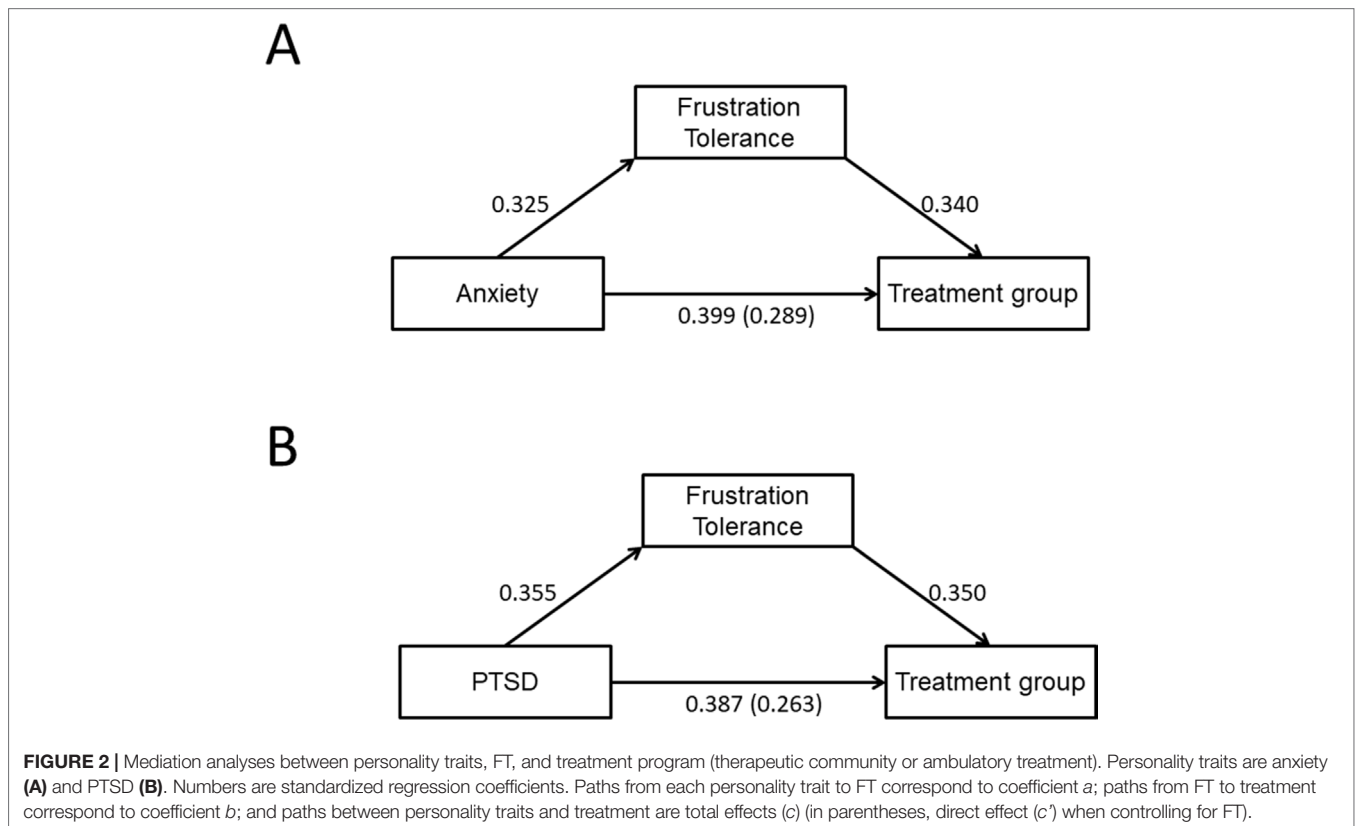 A
Frustration
Tolerance
0.325
0.340
Anxiety
Treatment group
0.399 (0.289)
B
Frustration
Tolerance
0.355
0.350
PTSD
Treatment group
0.387 (0.263)
FIGURE 2 | Mediation analyses between personality traits, FT, and treatment program (therapeutic community or ambulatory treatment). Personality traits are anxiety
(A) and PTSD (B). Numbers are standardized regression coefficients. Paths from each personality trait to FT correspond to coefficient a; paths from FT to treatment
correspond to coefficient b; and paths between personality traits and treatment are total effects (c) (in parentheses, direct effect (c') when controlling for FT).